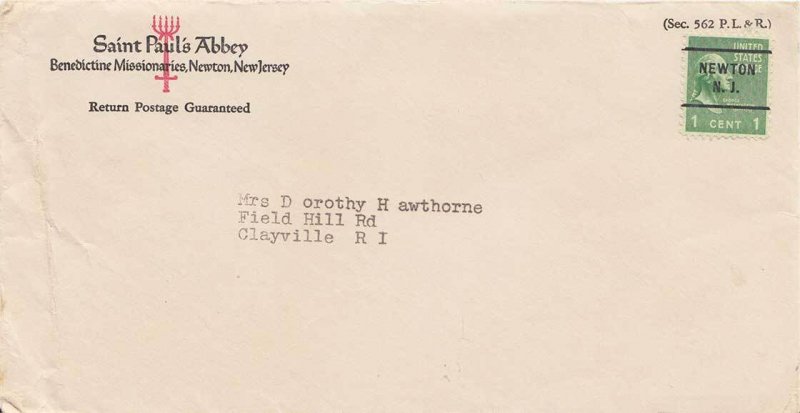 Saint Paul's Abbey
Benedictine Missionaries, Newton, New Jersey
Return Postage Guaranteed
(Sec. 562 P. L. & R.)
UNITED
STATES
NEWTON
N. J.
1 CENT 1
Mrs D orothy H awthorne
Field Hill Rd
Clayville R I